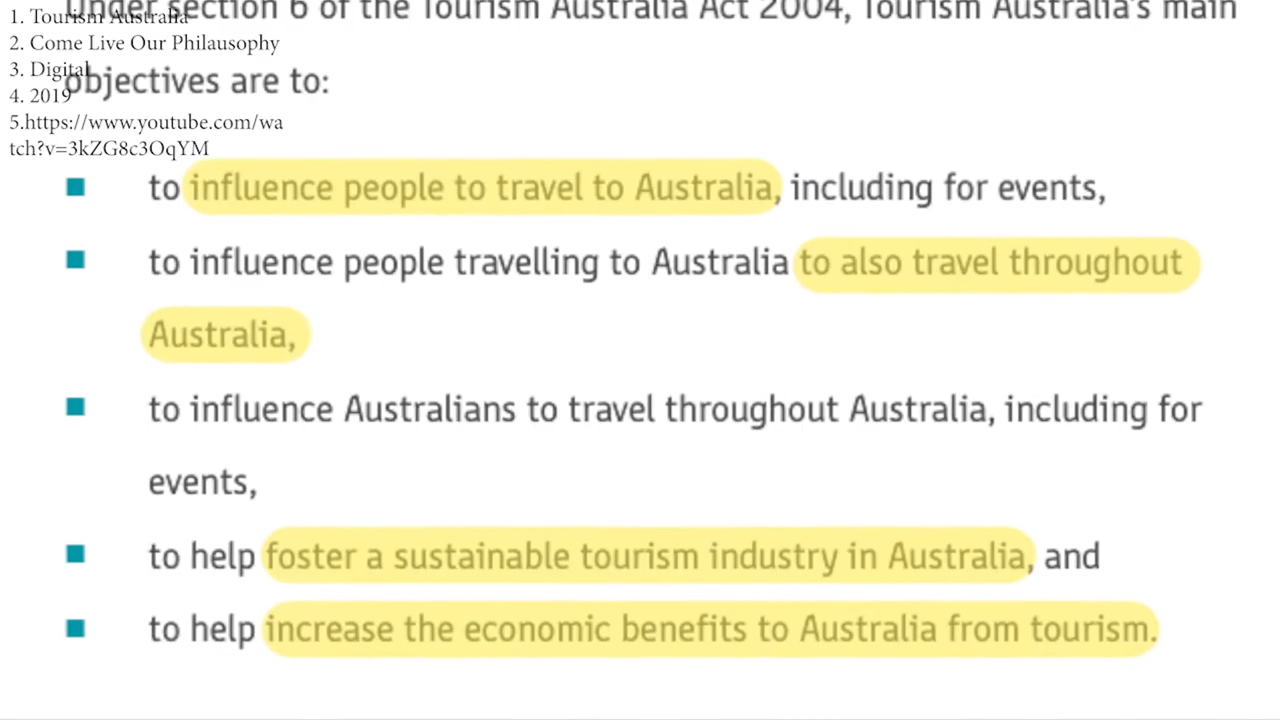 under section 6 of the Tourism Australia Act 2004, Tourism Australia's main
objectives are to:
1. Tourism Australia
2. Come Live Our Philausophy
3. Digital
4. 2019
5.https://www.youtube.com/wa
tch?v=3kZG8c3OqYM
■ to influence people to travel to Australia, including for events,
■ to influence people travelling to Australia to also travel throughout
Australia,
■ to influence Australians to travel throughout Australia, including for
events,
■ to help foster a sustainable tourism industry in Australia, and
■ to help increase the economic benefits to Australia from tourism.